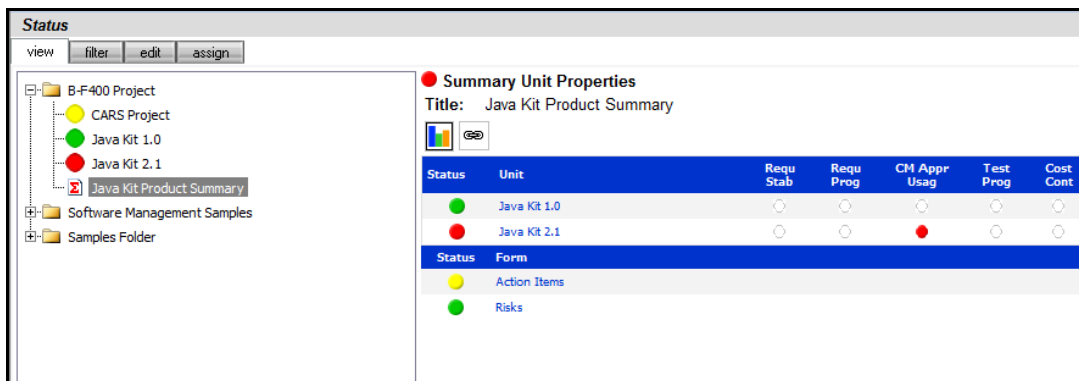 Status
view filter edit assign
B-F400 Project
CARS Project
Java Kit 1.0
Java Kit 2.1
Java Kit Product Summary
Software Management Samples
Samples Folder
Summary Unit Properties
Title: Java Kit Product Summary
Status Unit Requ Stab Requ Prog CM Appr Usag Test Prog Cost Cont
Java Kit 1.0
Java Kit 2.1
Status Form
Action Items
Risks